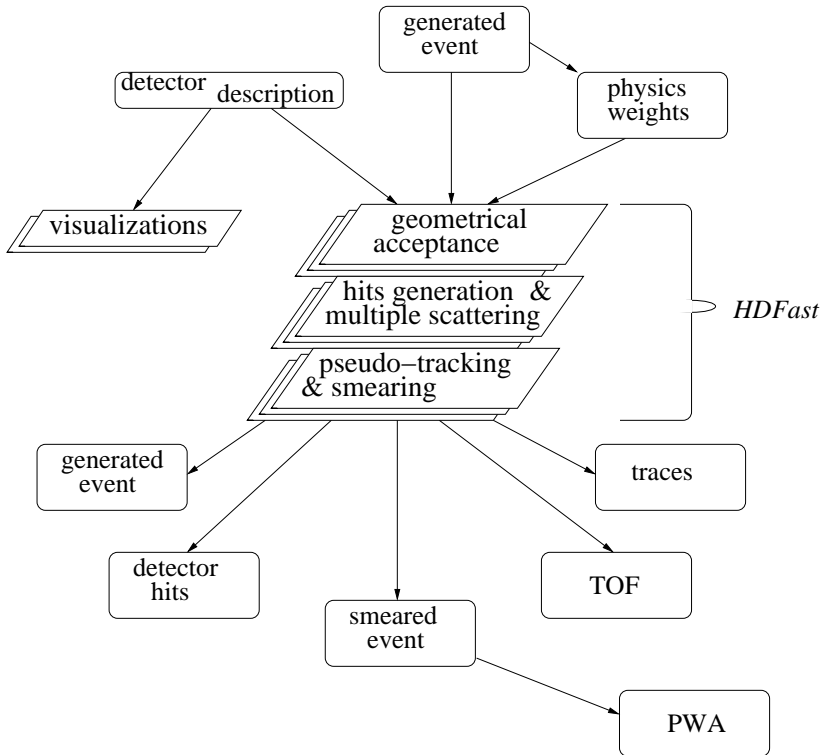 generated
event
detector
description
physics
weights
visualizations
geometrical
acceptance
hits generation &
multiple scattering
HDFast
pseudo−tracking
& smearing
generated
event
traces
detector
hits
TOF
smeared
event
PWA